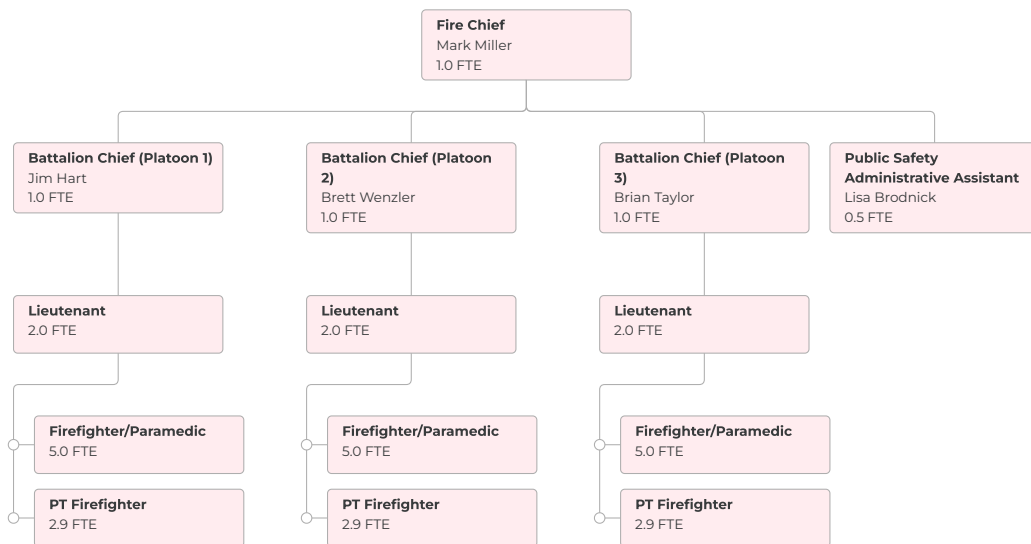 Fire Chief
Mark Miller
1.0 FTE
Battalion Chief (Platoon 1)
Jim Hart
1.0 FTE
Battalion Chief (Platoon
2)
Brett Wenzler
1.0 FTE
Battalion Chief (Platoon
3)
Brian Taylor
1.0 FTE
Public Safety
Administrative Assistant
Lisa Brodnick
0.5 FTE
Lieutenant
2.0 FTE
Lieutenant
2.0 FTE
Lieutenant
2.0 FTE
Firefighter/Paramedic
5.0 FTE
Firefighter/Paramedic
5.0 FTE
Firefighter/Paramedic
5.0 FTE
PT Firefighter
2.9 FTE
PT Firefighter
2.9 FTE
PT Firefighter
2.9 FTE